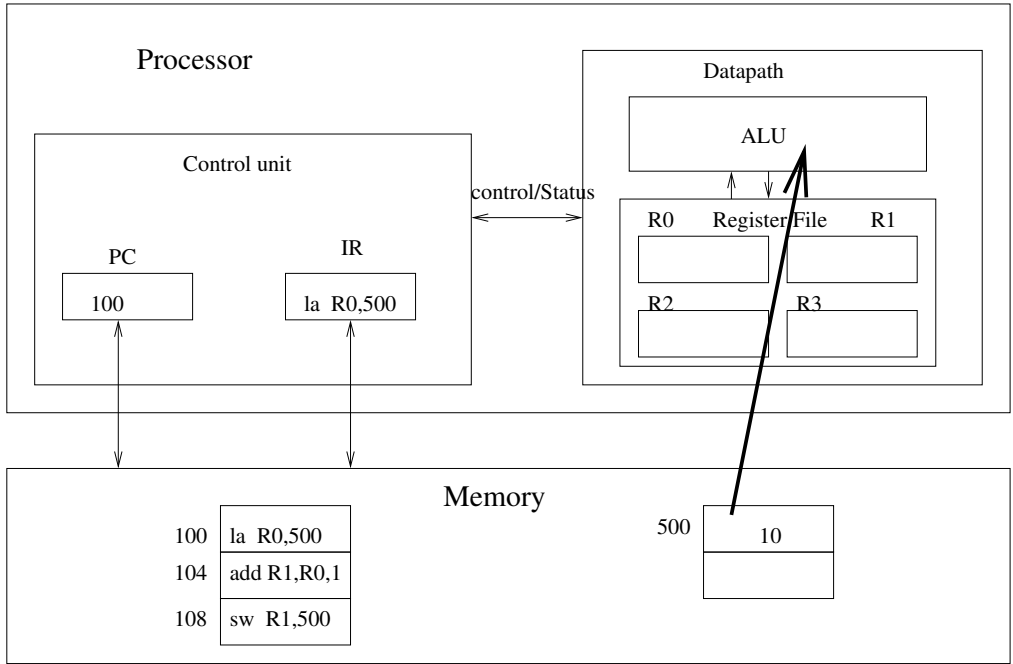 Processor
Datapath
ALU
Control unit
control/Status
R0 Register File R1
PC
IR
100
la R0,500
R2
R3
Memory
100 la R0,500
104 add R1,R0,1
108 sw R1,500
500 10